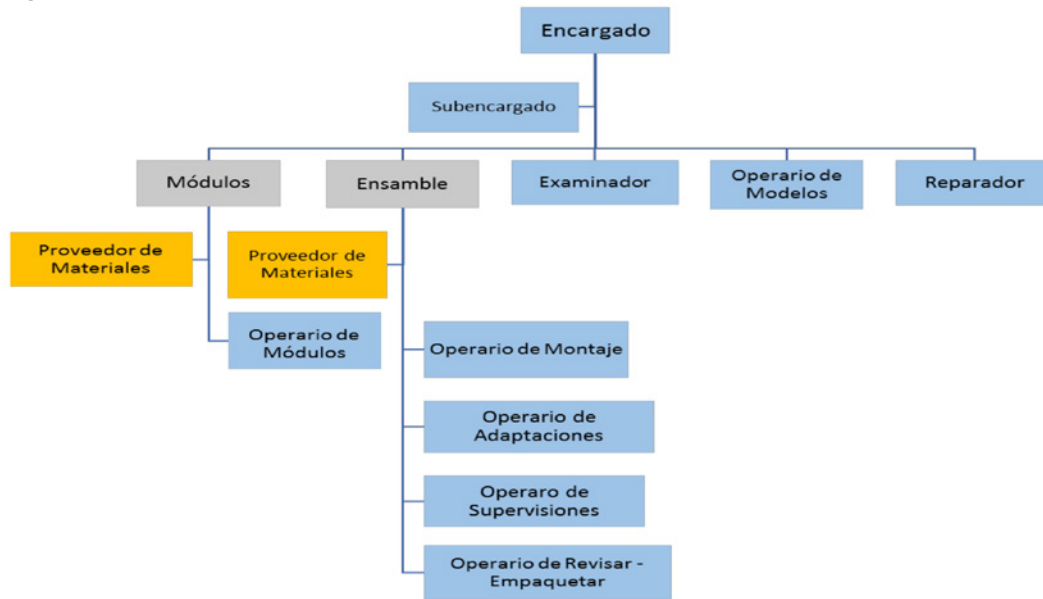 Encargado
Subencargado
Módulos
Ensamble
Examinador
Operario de
Modelos
Reparador
Proveedor de
Materiales
Proveedor de
Materiales
Operario de
Módulos
Operario de Montaje
Operario de
Adaptaciones
Operaro de
Supervisiones
Operario de Revisar -
Empaquetar